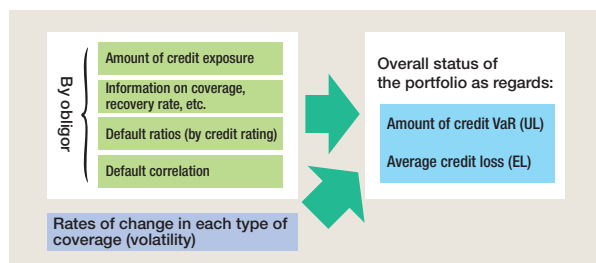 By obligor
Amount of credit exposure
Information on coverage,
recovery rate, etc.
Default ratios (by credit rating)
Default correlation
Rates of change in each type of
coverage (volatility)
Overall status of
the portfolio as regards:
Amount of credit VaR (UL)
Average credit loss (EL)